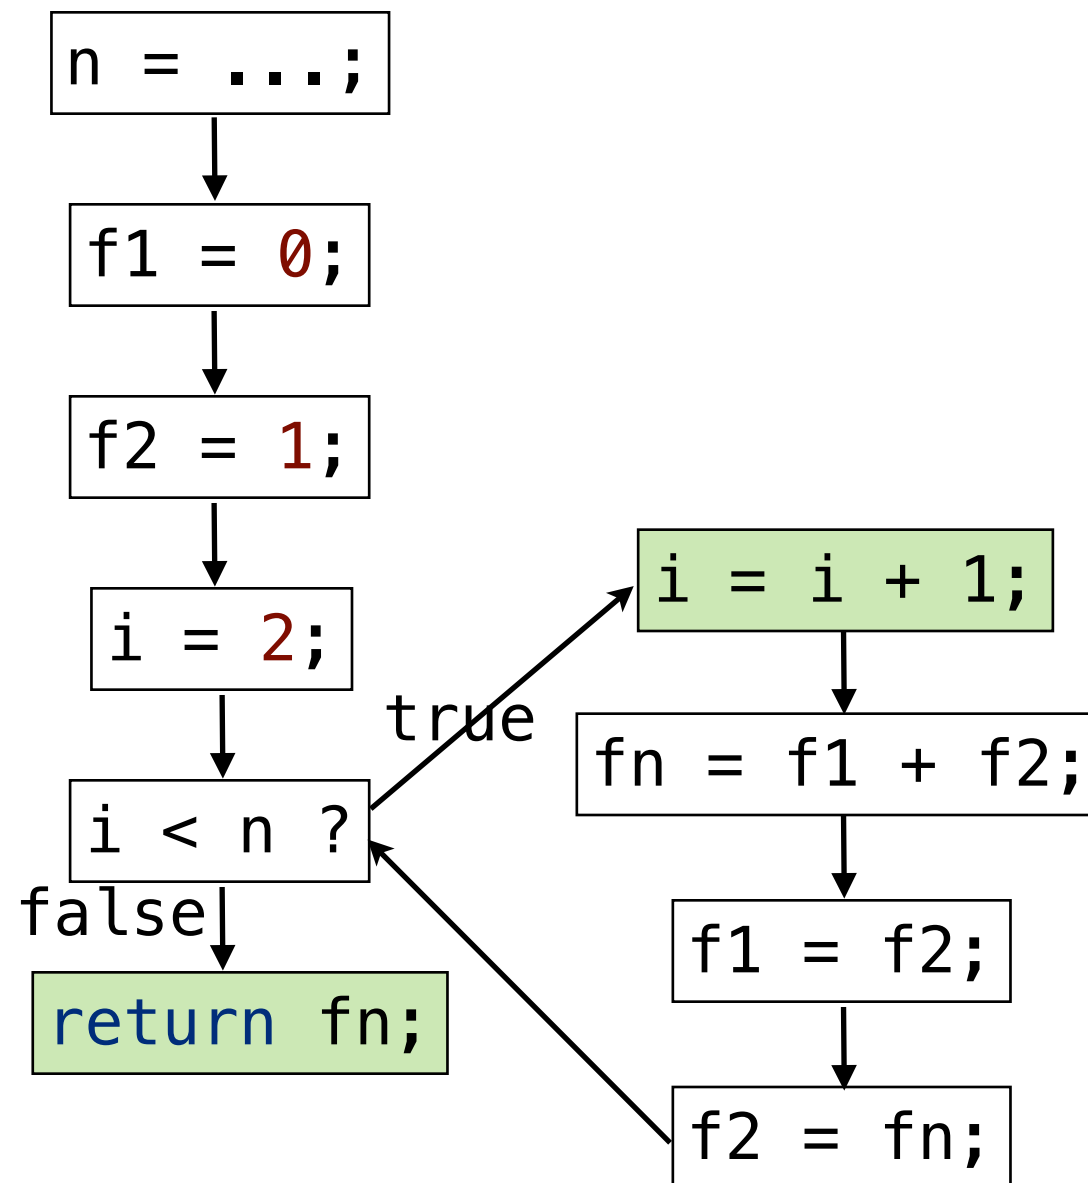 n = ...;
f1 = 0;
f2 = 1;
i = 2;
i < n ?
true
false
return fn;
i = i + 1;
fn = f1 + f2;
f1 = f2;
f2 = fn;